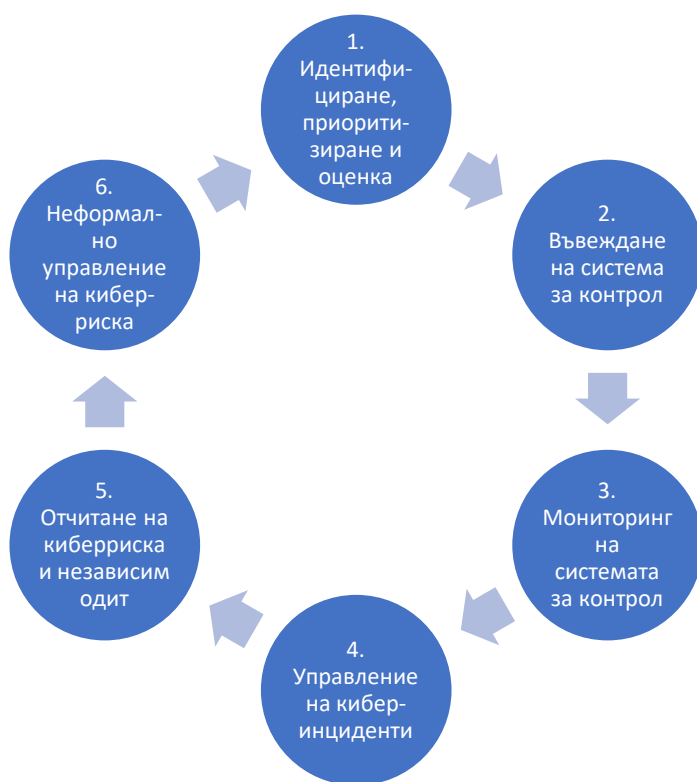 1.
Идентифи-
циране,
приорити-
зиране и
оценка
2.
Въвеждане
на система
за контрол
3.
Мониторинг
на
системата
за контрол
4.
Управление
на кибер-
инциденти
5.
Отчитане на
киберриска
и независим
одит
6.
Неформал-
но
управление
на кибер-
риска